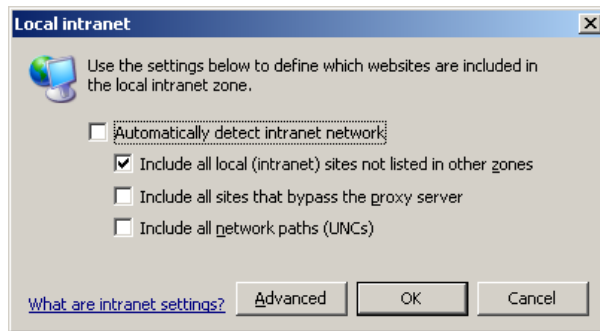 Local intranet
Use the settings below to define which websites are included in
the local intranet zone.
Automatically detect intranet network
Include all local (intranet) sites not listed in other zones
Include all sites that bypass the proxy server
Include all network paths (UNCs)
What are intranet settings? Advanced OK Cancel